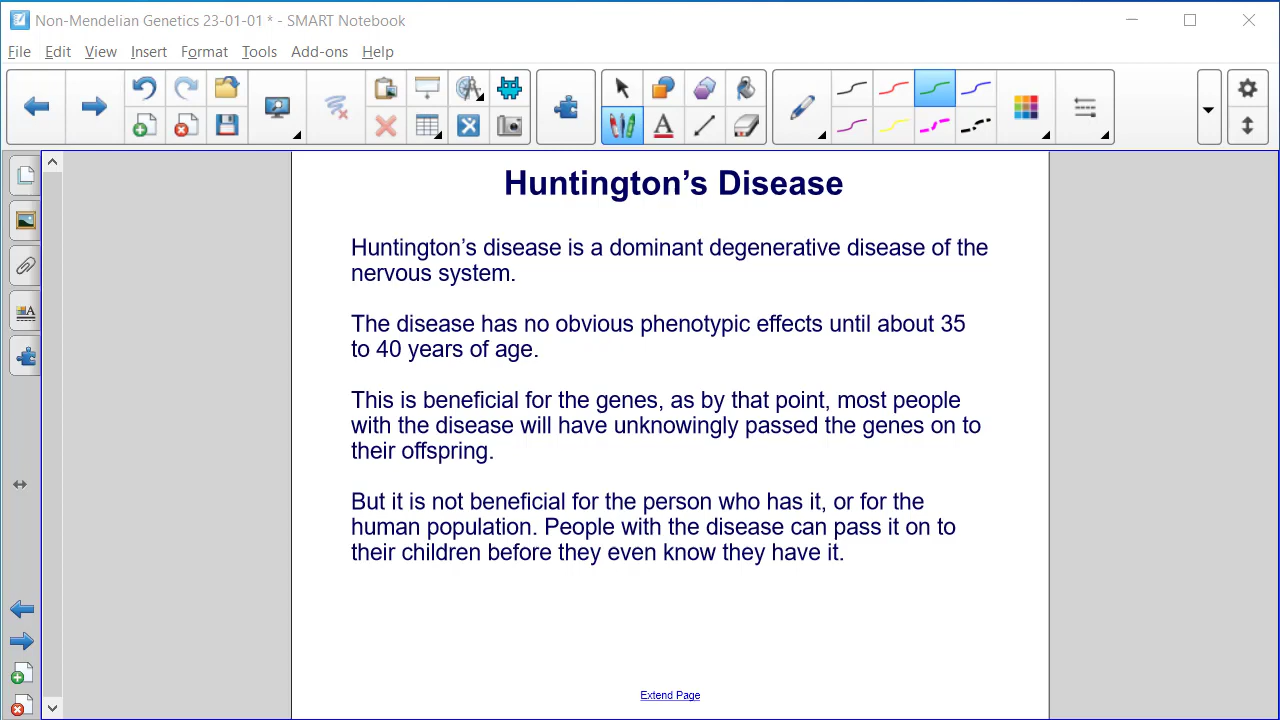 Non-Mendelian Genetics 23-01-01 * - SMART Notebook
File Edit View Insert Format Tools Add-ons Help
Huntington’s Disease
Huntington’s disease is a dominant degenerative disease of the
nervous system.
The disease has no obvious phenotypic effects until about 35
to 40 years of age.
This is beneficial for the genes, as by that point, most people
with the disease will have unknowingly passed the genes on to
their offspring.
But it is not beneficial for the person who has it, or for the
human population. People with the disease can pass it on to
their children before they even know they have it.
Extend Page